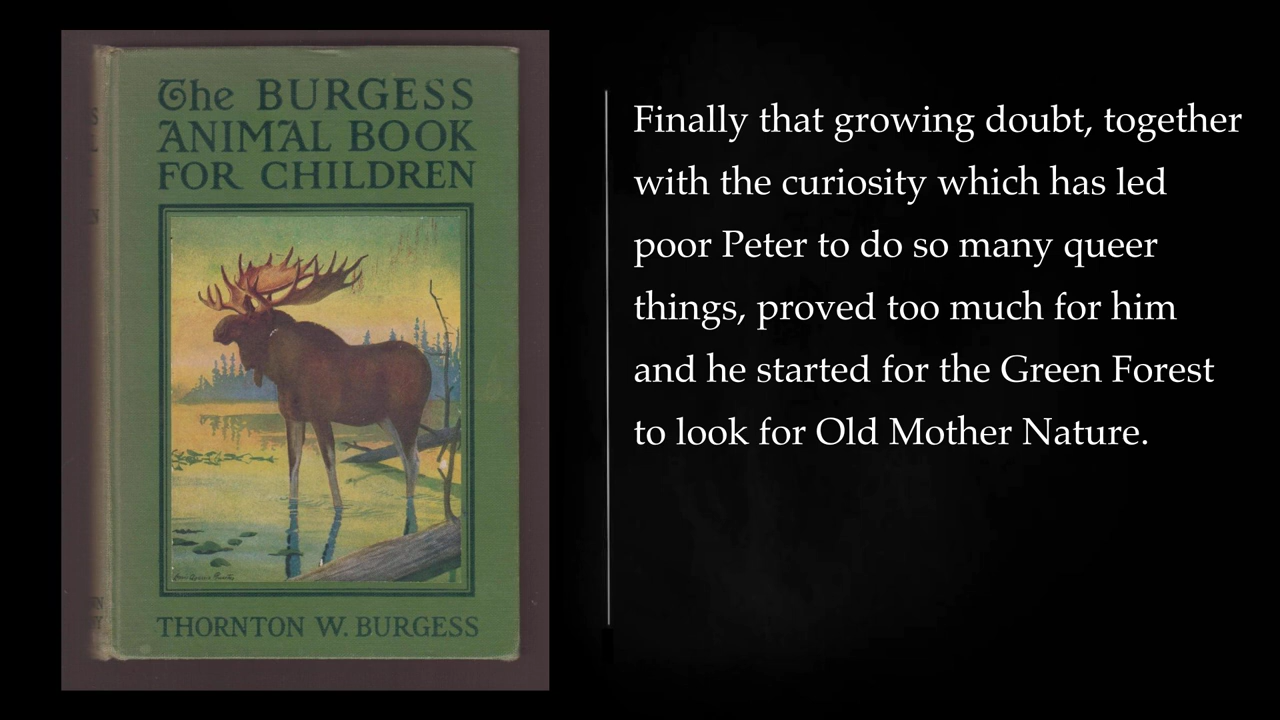 The BURGESS
ANIMAL BOOK
FOR CHILDREN
THORNTON W. BURGESS
Finally that growing doubt, together
with the curiosity which has led
poor Peter to do so many queer
things, proved too much for him
and he started for the Green Forest
to look for Old Mother Nature.